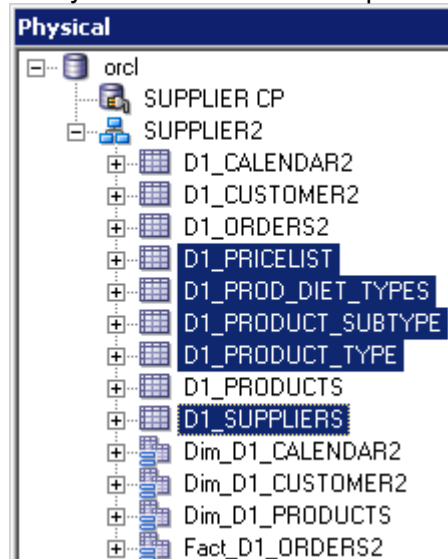 Physical
orcl
SUPPLIER CP
SUPPLIER2
D1_CALENDAR2
D1_CUSTOMER2
D1_ORDERS2
D1_PRICELIST
D1_PROD_DIET_TYPES
D1_PRODUCT_SUBTYPE
D1_PRODUCT_TYPE
D1_PRODUCTS
D1_SUPPLIERS
Dim_D1_CALENDAR2
Dim_D1_CUSTOMER2
Dim_D1_PRODUCTS
Fact_D1_ORDERS2